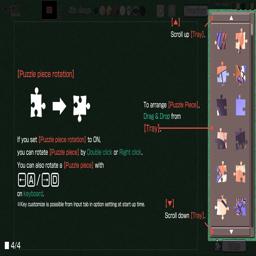 [▲]
Scroll up [Tray].
[Puzzle piece rotation]
To arrange [Puzzle Piece],
Drag & Drop from
[Tray].
If you set [Puzzle piece rotation] to ON,
you can rotate [Puzzle piece] by Double click or Right click.
You can also rotate a [Puzzle piece] with
←A / →D
on keyboard.
※Key customize is possible from input tab in option setting at start up time.
[▼]
Scroll down [Tray].
4/4